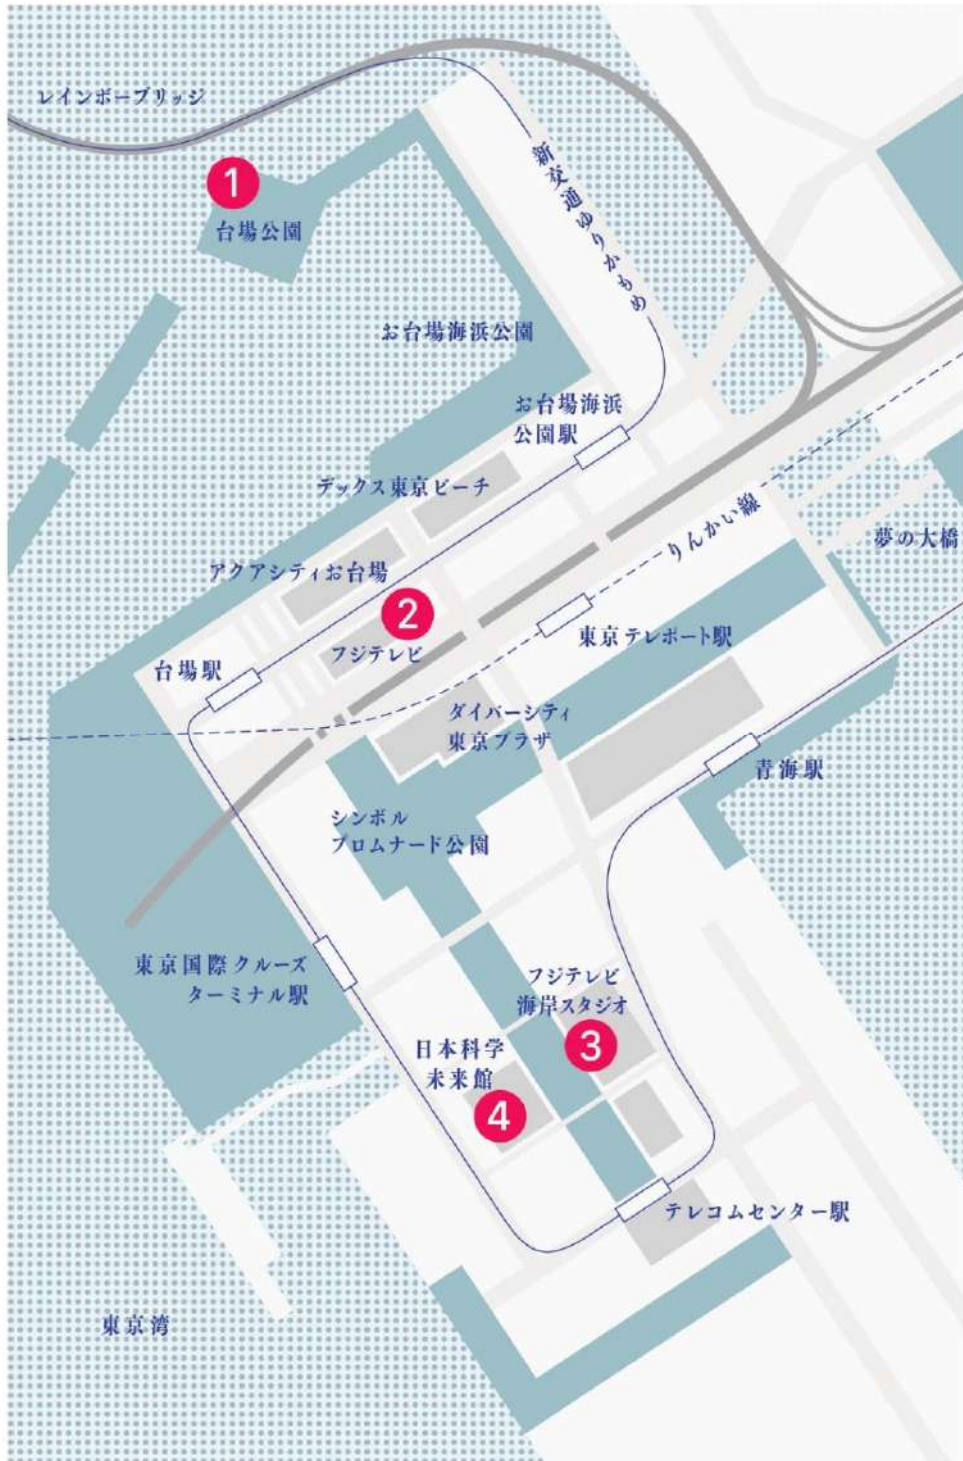 レインボーブリッジ
1
台場公園
新交通ゆりかもめ
お台場海浜公園
お台場海浜
公園駅
デックス東京ビーチ
りんかい線
夢の大橋
アクアシティお台場
2
フジテレビ
東京テレポート駅
台場駅
ダイバーシティ
東京プラザ
青海駅
シンボル
プロムナード公園
東京国際クルーズ
ターミナル駅
フジテレビ
海岸スタジオ
3
日本科学
未来館
4
テレコムセンター駅
東京湾